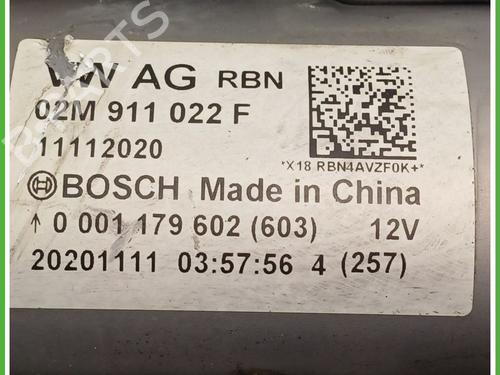 VW AG RBN
02M 911 022 F
11112020
*X18 RBN4AVZF0K+*
BOSCH Made in China
↑ 0 001 179 602 (603) 12V
20201111 03:57:56 4 (257)